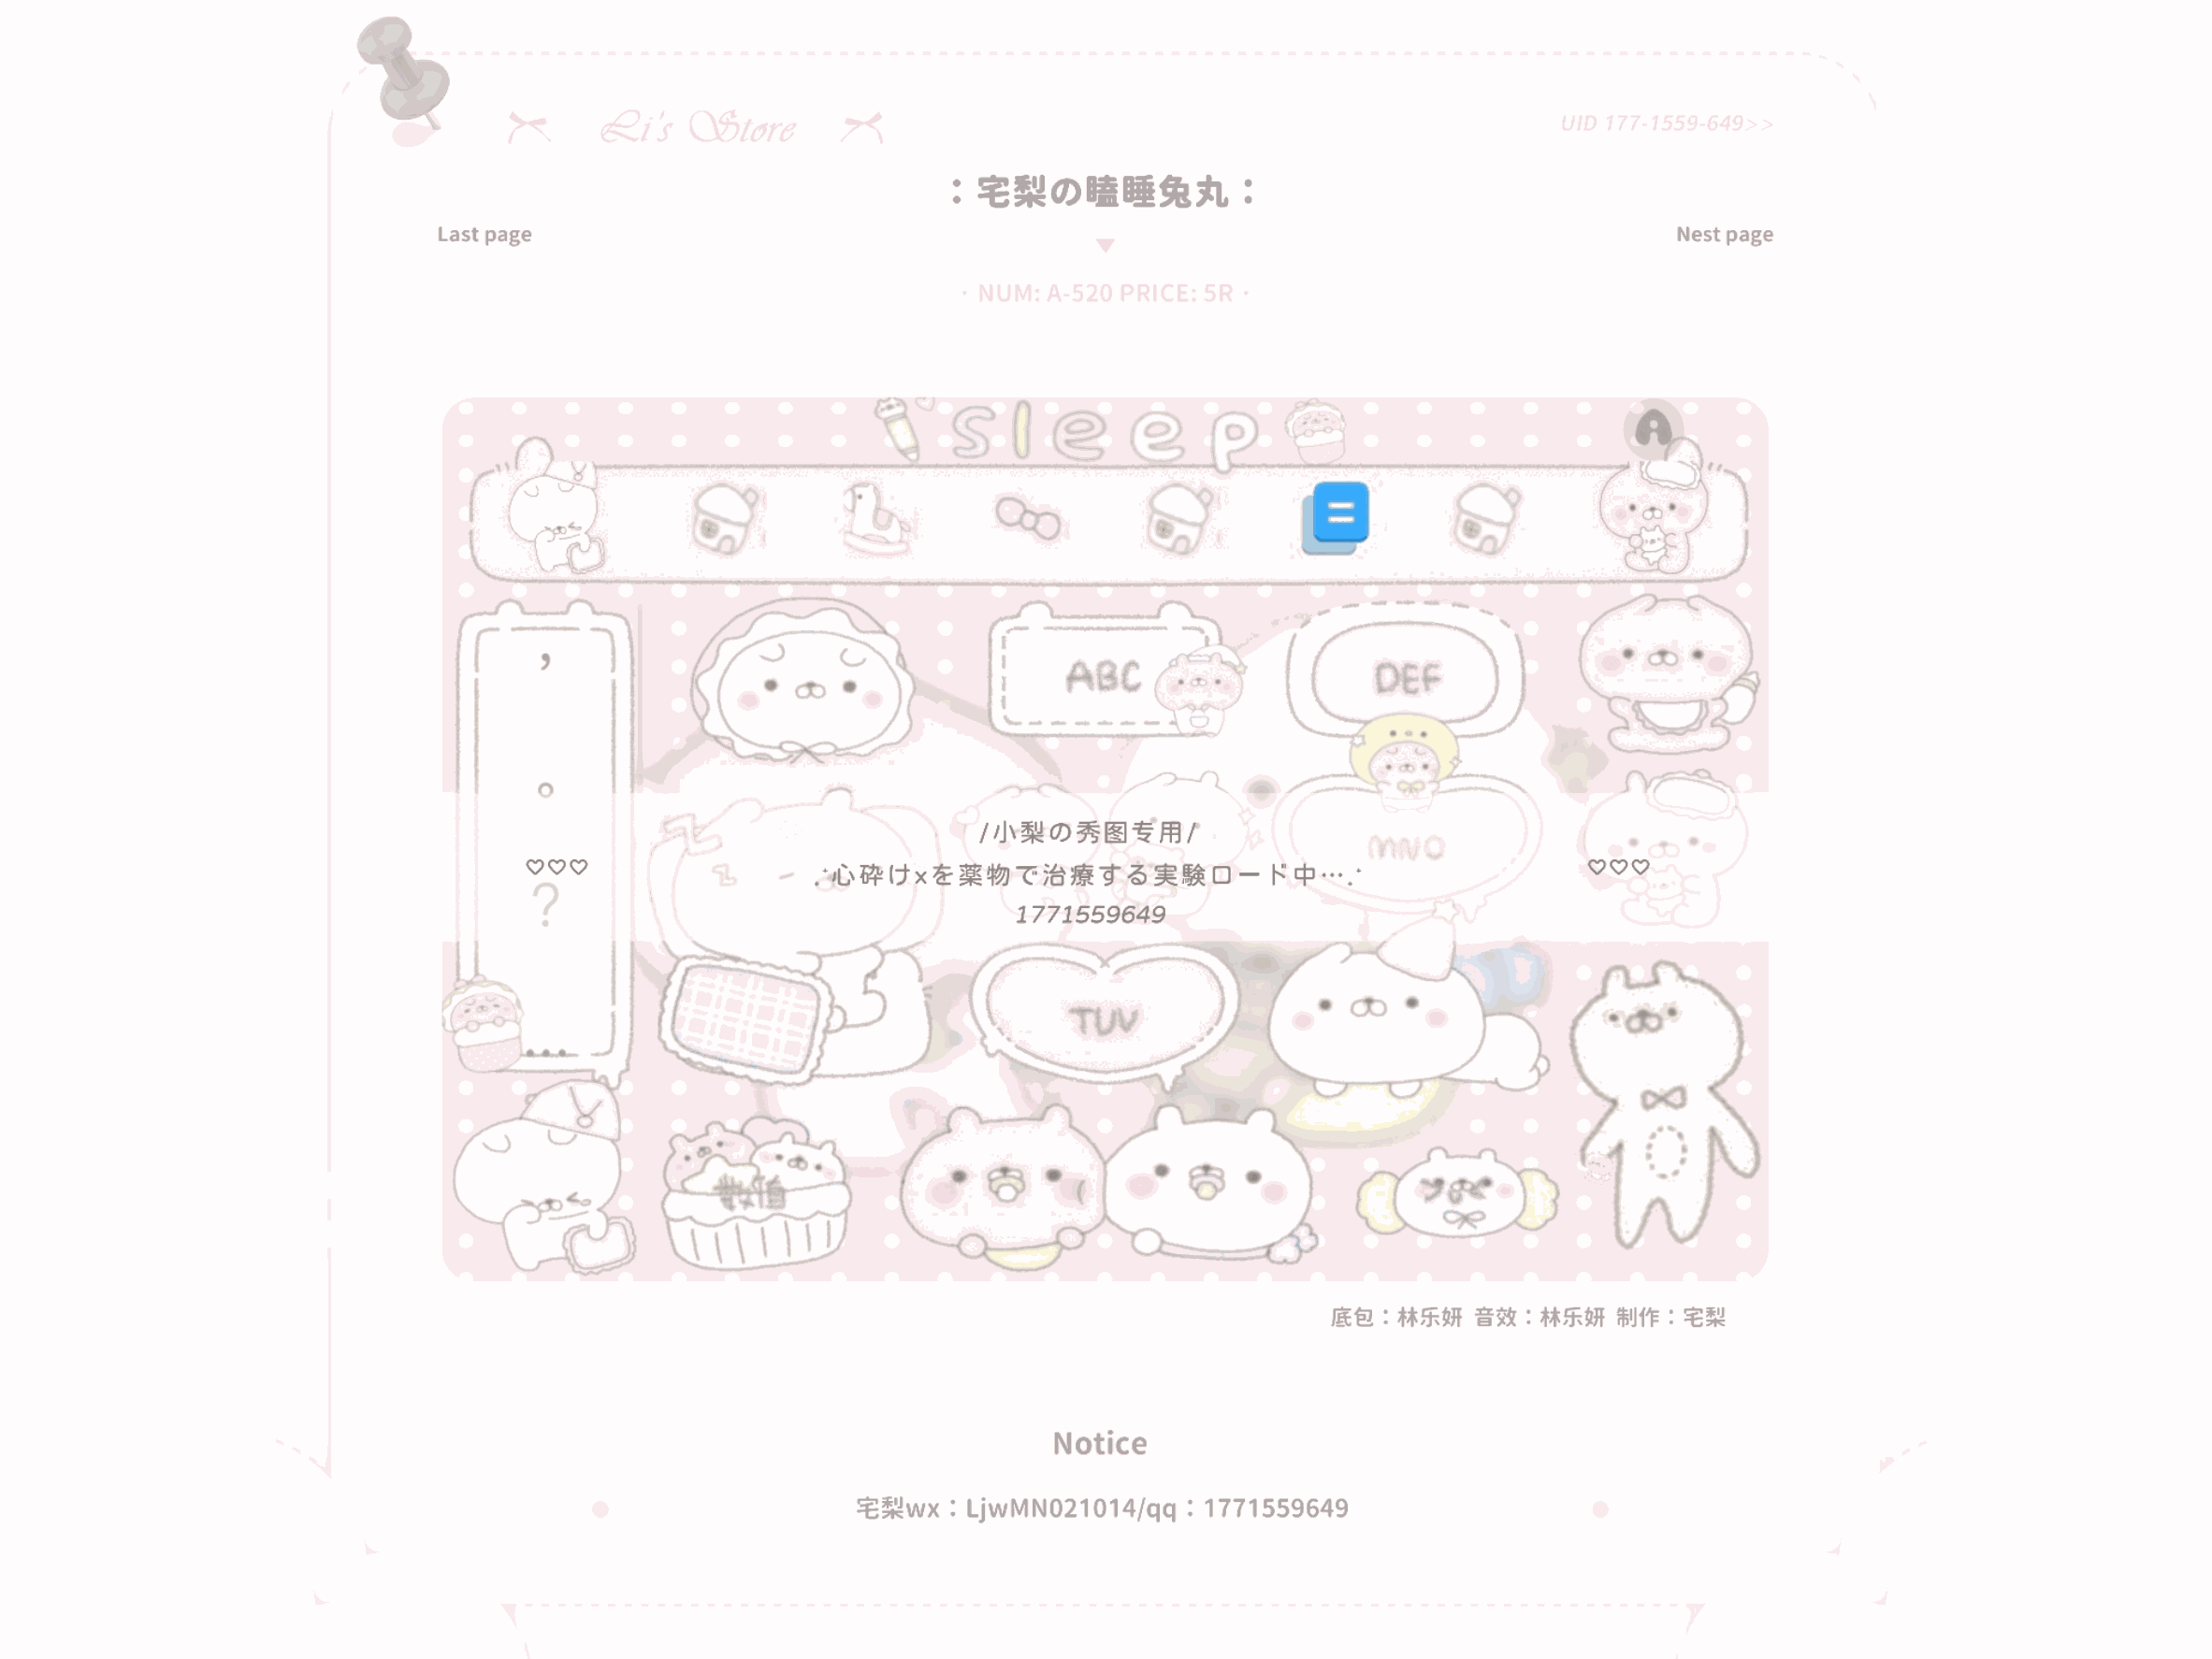 Li's Store
UID 177-1559-649>>
：宅梨の瞌睡兔丸：
Last page
Nest page
· NUM: A-520 PRICE: 5R ·
sleep
A
,
ABC
DEF
。
/小梨の秀图专用/
MNO
♡♡♡
⋰心砕け×を薬物で治療する実験ロード中…⋰
♡♡♡
?
1771559649
TUV
...
底包：林乐妍 音效：林乐妍 制作：宅梨
Notice
宅梨wx：LjwMN021014/qq：1771559649